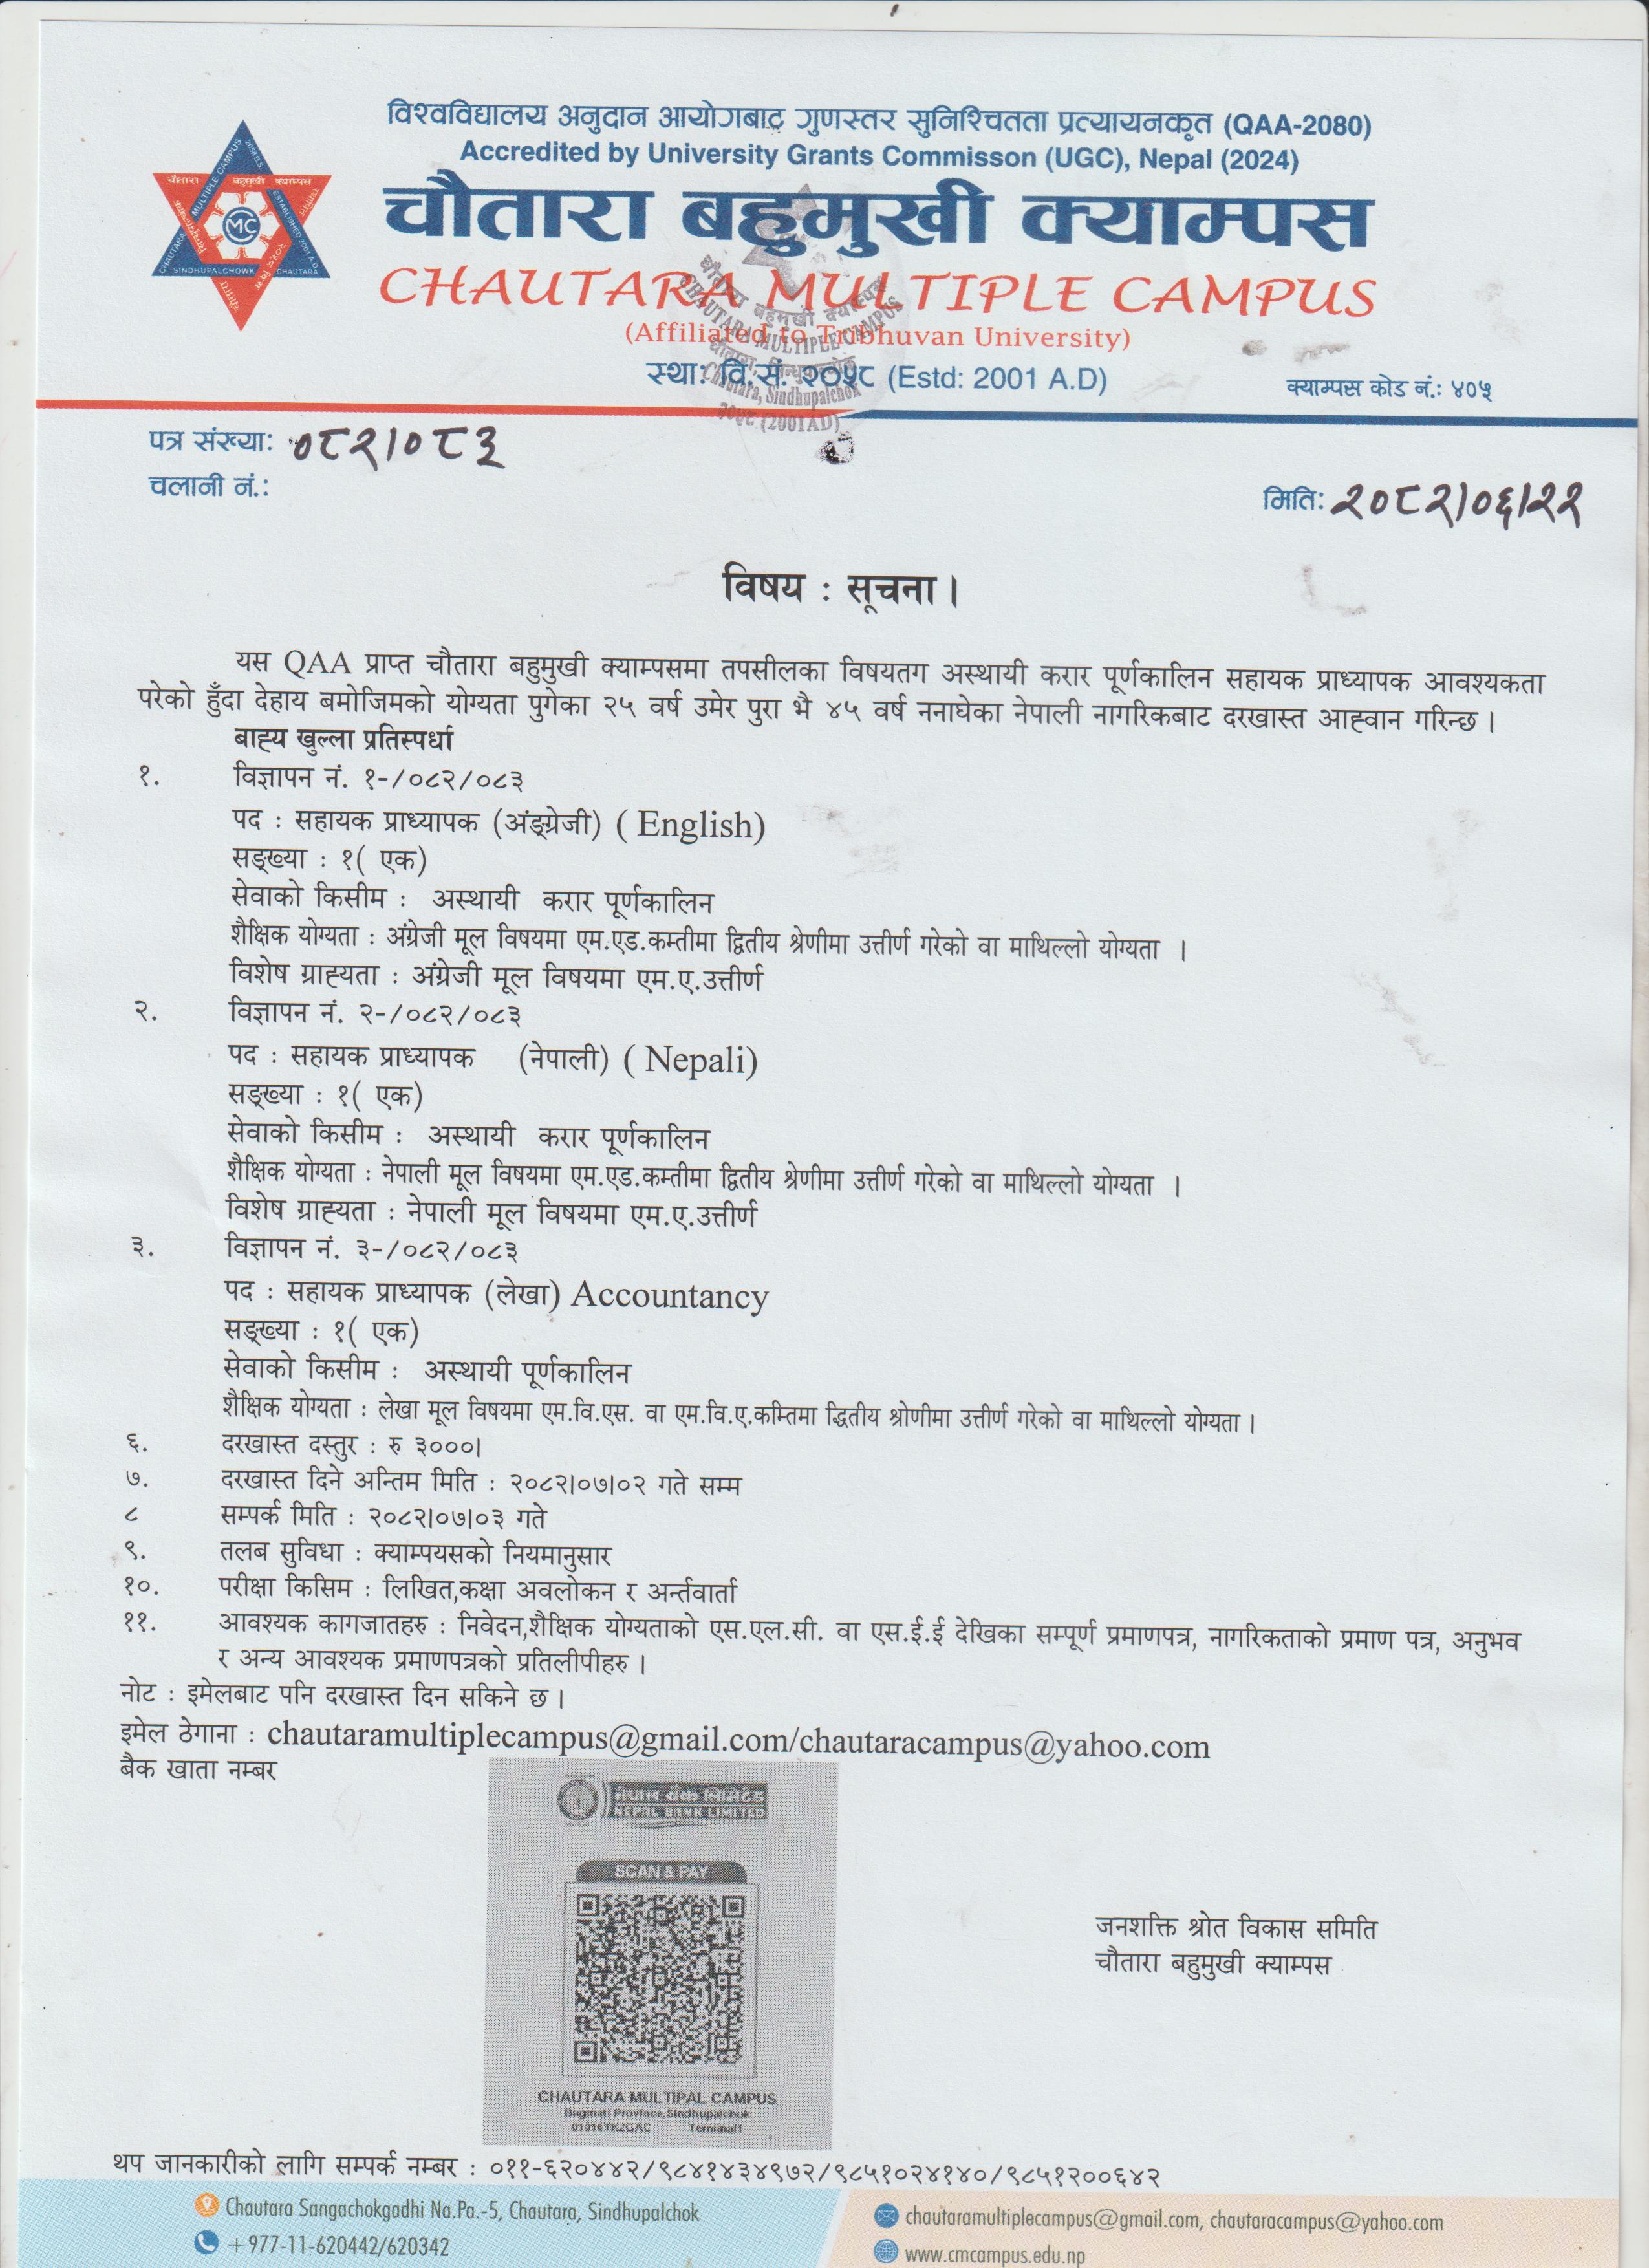 विश्वविद्यालय अनुदान आयोगबाट गुणस्तर सुनिश्चितता प्रत्यायनकृत (QAA-2080)
Accredited by University Grants Commisson (UGC), Nepal (2024)
चौतारा बहुमुखी क्याम्पस
CHAUTARA MULTIPLE CAMPUS
(Affiliated to Tribhuvan University)
स्था: वि.सं. २०५८ (Estd: 2001 A.D)
क्याम्पस कोड नं.: ४०५
चौतारा बहुमुखी क्याम्पस
CHAUTARA MULTIPLE CAMPUS
Chautara, Sindhupalchok
२०५८ (2001AD)
पत्र संख्या: ०८२।०८३
चलानी नं.:
मिति: २०८२।०६।२२
विषय : सूचना ।
यस QAA प्राप्त चौतारा बहुमुखी क्याम्पसमा तपसीलका विषयतग अस्थायी करार पूर्णकालिन सहायक प्राध्यापक आवश्यकता
परेको हुँदा देहाय बमोजिमको योग्यता पुगेका २५ वर्ष उमेर पुरा भै ४५ वर्ष ननाघेका नेपाली नागरिकबाट दरखास्त आह्वान गरिन्छ ।
बाह्य खुल्ला प्रतिस्पर्धा
१. विज्ञापन नं. १-/०८२/०८३
पद : सहायक प्राध्यापक (अंङ्ग्रेजी) ( English)
सङ्ख्या : १( एक)
सेवाको किसीम : अस्थायी करार पूर्णकालिन
शैक्षिक योग्यता : अंग्रेजी मूल विषयमा एम.एड.कम्तीमा द्वितीय श्रेणीमा उत्तीर्ण गरेको वा माथिल्लो योग्यता ।
विशेष ग्राह्यता : अंग्रेजी मूल विषयमा एम.ए.उत्तीर्ण
२. विज्ञापन नं. २-/०८२/०८३
पद : सहायक प्राध्यापक (नेपाली) ( Nepali)
सङ्ख्या : १( एक)
सेवाको किसीम : अस्थायी करार पूर्णकालिन
शैक्षिक योग्यता : नेपाली मूल विषयमा एम.एड.कम्तीमा द्वितीय श्रेणीमा उत्तीर्ण गरेको वा माथिल्लो योग्यता ।
विशेष ग्राह्यता : नेपाली मूल विषयमा एम.ए.उत्तीर्ण
३. विज्ञापन नं. ३-/०८२/०८३
पद : सहायक प्राध्यापक (लेखा) Accountancy
सङ्ख्या : १( एक)
सेवाको किसीम : अस्थायी पूर्णकालिन
शैक्षिक योग्यता : लेखा मूल विषयमा एम.वि.एस. वा एम.वि.ए.कम्तिमा द्धितीय श्रोणीमा उत्तीर्ण गरेको वा माथिल्लो योग्यता ।
६. दरखास्त दस्तुर : रु ३०००।
७. दरखास्त दिने अन्तिम मिति : २०८२।०७।०२ गते सम्म
८ सम्पर्क मिति : २०८२।०७।०३ गते
९. तलब सुविधा : क्याम्पयसको नियमानुसार
१०. परीक्षा किसिम : लिखित,कक्षा अवलोकन र अर्न्तवार्ता
११. आवश्यक कागजातहरु : निवेदन,शैक्षिक योग्यताको एस.एल.सी. वा एस.ई.ई देखिका सम्पूर्ण प्रमाणपत्र, नागरिकताको प्रमाण पत्र, अनुभव
र अन्य आवश्यक प्रमाणपत्रको प्रतिलीपीहरु ।
नोट : इमेलबाट पनि दरखास्त दिन सकिने छ ।
इमेल ठेगाना : chautaramultiplecampus@gmail.com/chautaracampus@yahoo.com
बैक खाता नम्बर
नेपाल बैंक लिमिटेड
NEPAL BANK LIMITED
SCAN & PAY
CHAUTARA MULTIPAL CAMPUS
Bagmati Province,Sindhupalchok
01016TKZGAC Terminal1
जनशक्ति श्रोत विकास समिति
चौतारा बहुमुखी क्याम्पस
थप जानकारीको लागि सम्पर्क नम्बर : ०११-६२०४४२/९८४१४३४९७२/९८५१०२४१४०/९८५१२००६४२
Chautara Sangachokgadhi Na.Pa.-5, Chautara, Sindhupalchok
+977-11-620442/620342
chautaramultiplecampus@gmail.com, chautaracampus@yahoo.com
www.cmcampus.edu.np